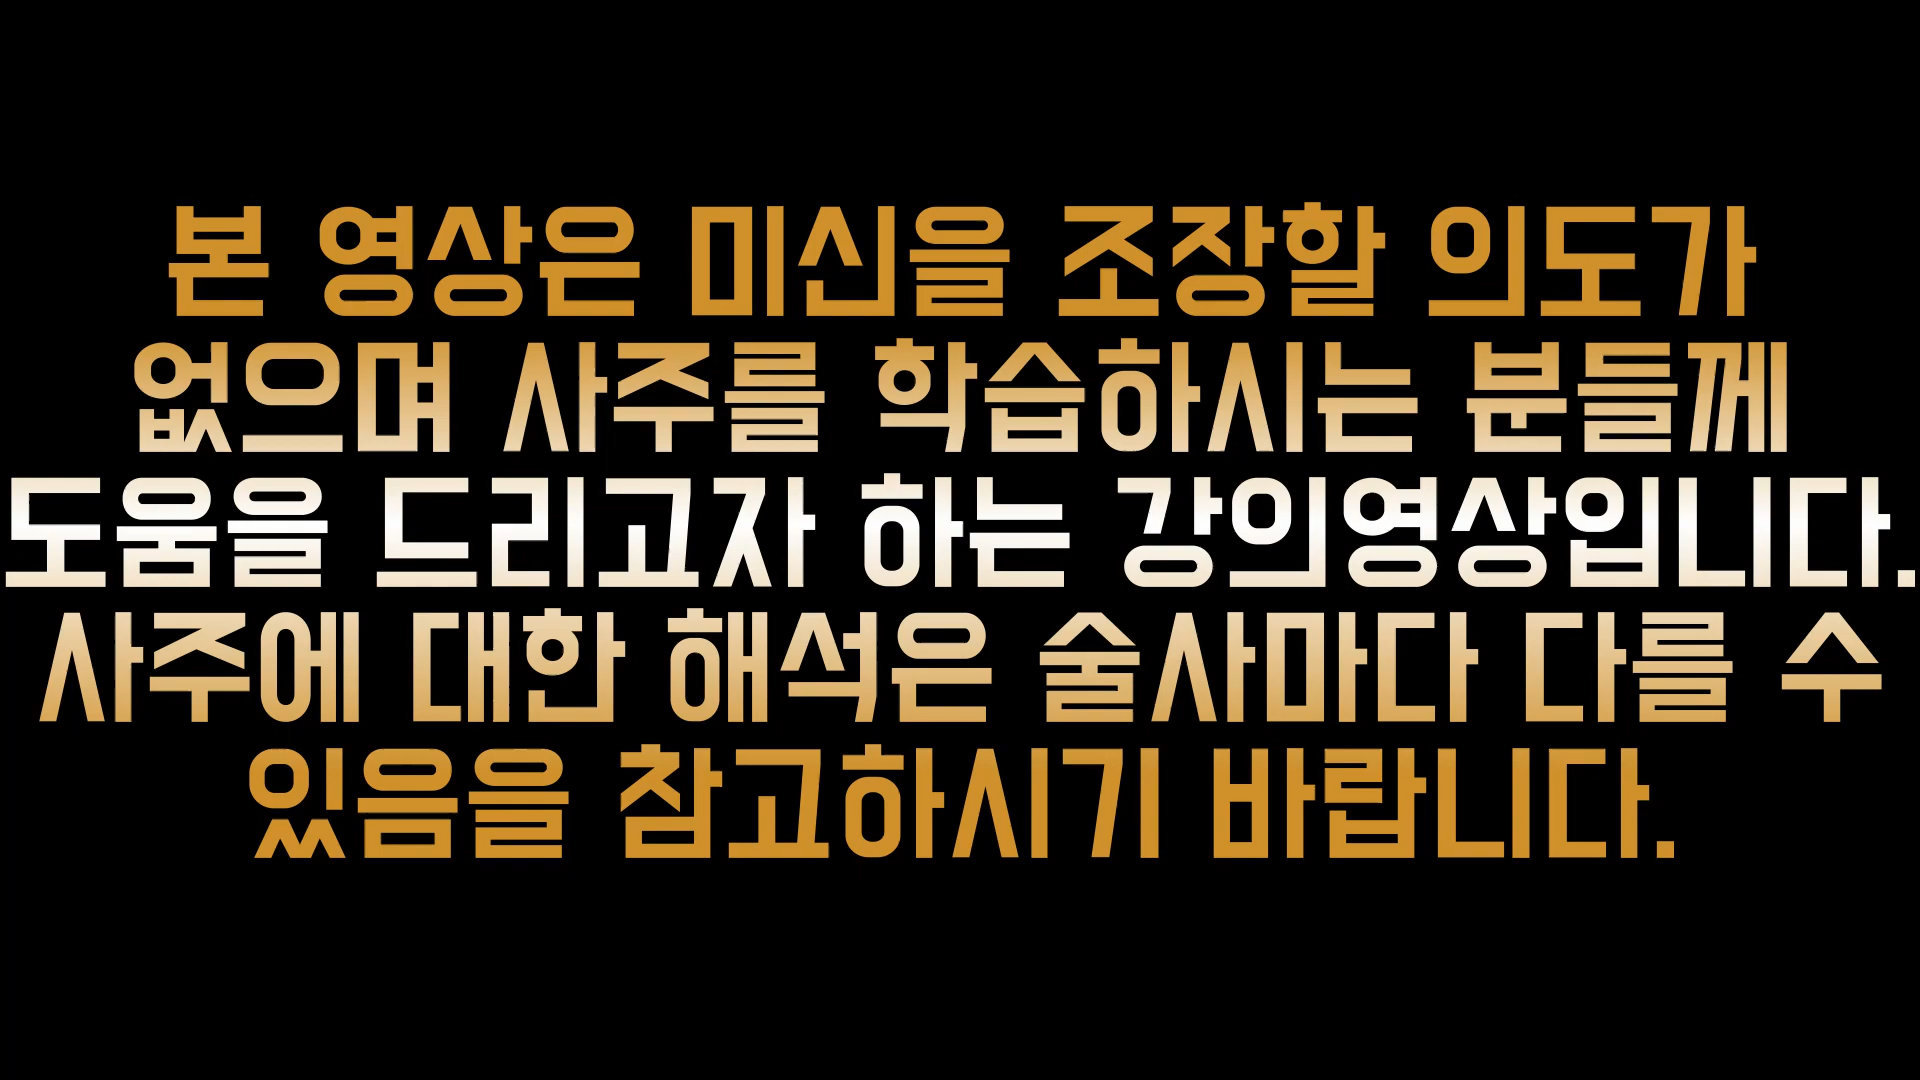 본 영상은 미신을 조장할 의도가
없으며 사주를 학습하시는 분들께
도움을 드리고자 하는 강의영상입니다.
사주에 대한 해석은 술사마다 다를 수
있음을 참고하시기 바랍니다.